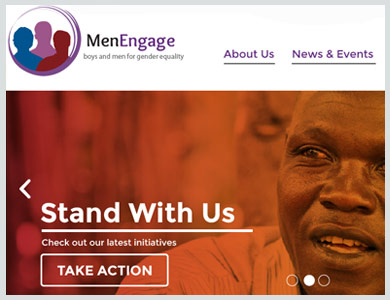 MenEngage
boys and men for gender equality
About Us
News & Events
Stand With Us
Check out our latest initiatives
TAKE ACTION